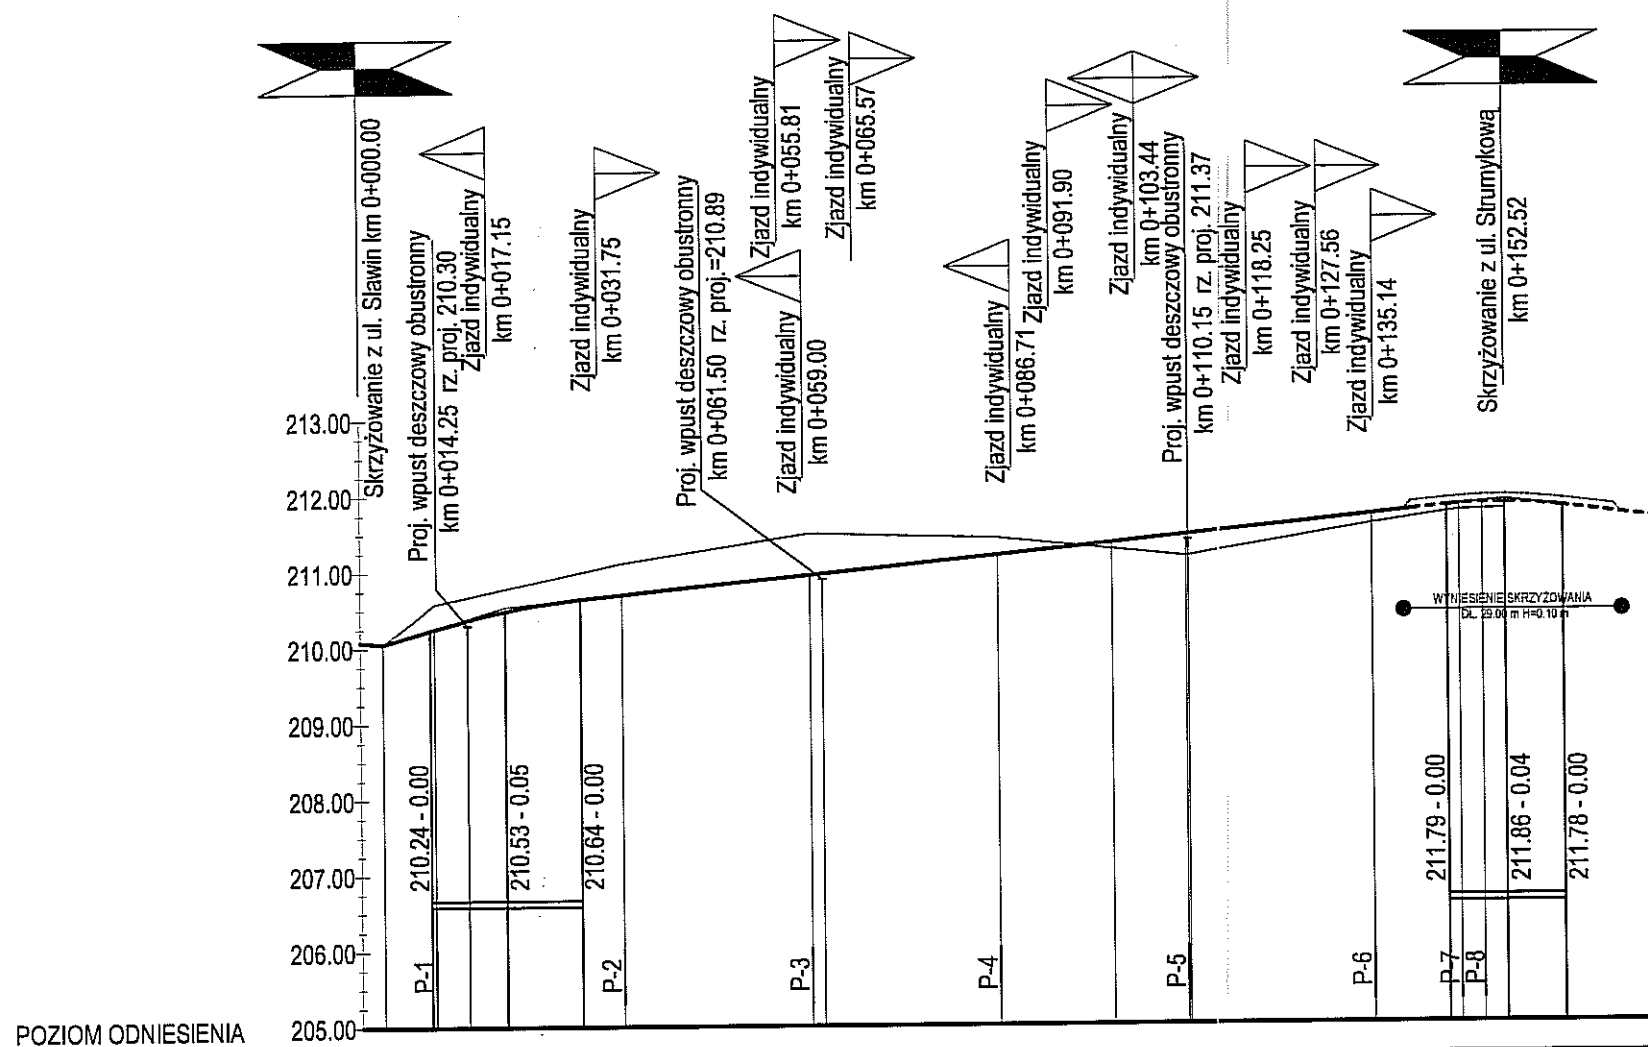 Skrzyżowanie z ul. Sławin km 0+000.00
Proj. wpust deszczowy obustronny
km 0+014.25 rz. proj. 210.30
Zjazd indywidualny
km 0+017.15
Zjazd indywidualny
km 0+031.75
Proj. wpust deszczowy obustronny
km 0+061.50 rz. proj.=210.89
Zjazd indywidualny
km 0+055.81
Zjazd indywidualny
km 0+059.00
Zjazd indywidualny
km 0+065.57
Zjazd indywidualny
km 0+086.71
Zjazd indywidualny
km 0+091.90
Zjazd indywidualny
km 0+103.44
Proj. wpust deszczowy obustronny
km 0+110.15 rz. proj. 211.37
Zjazd indywidualny
km 0+118.25
Zjazd indywidualny
km 0+127.56
Zjazd indywidualny
km 0+135.14
Skrzyżowanie z ul. Strumykową
km 0+152.52
213.00
212.00
211.00
210.00
209.00
208.00
207.00
206.00
205.00
WYNIESIENIE SKRZYŻOWANIA
DŁ. 29.00 m H=0.10 m
210.24 - 0.00
210.53 - 0.05
210.64 - 0.00
211.79 - 0.00
211.86 - 0.04
211.78 - 0.00
P-1
P-2
P-3
P-4
P-5
P-6
P-7
P-8
POZIOM ODNIESIENIA